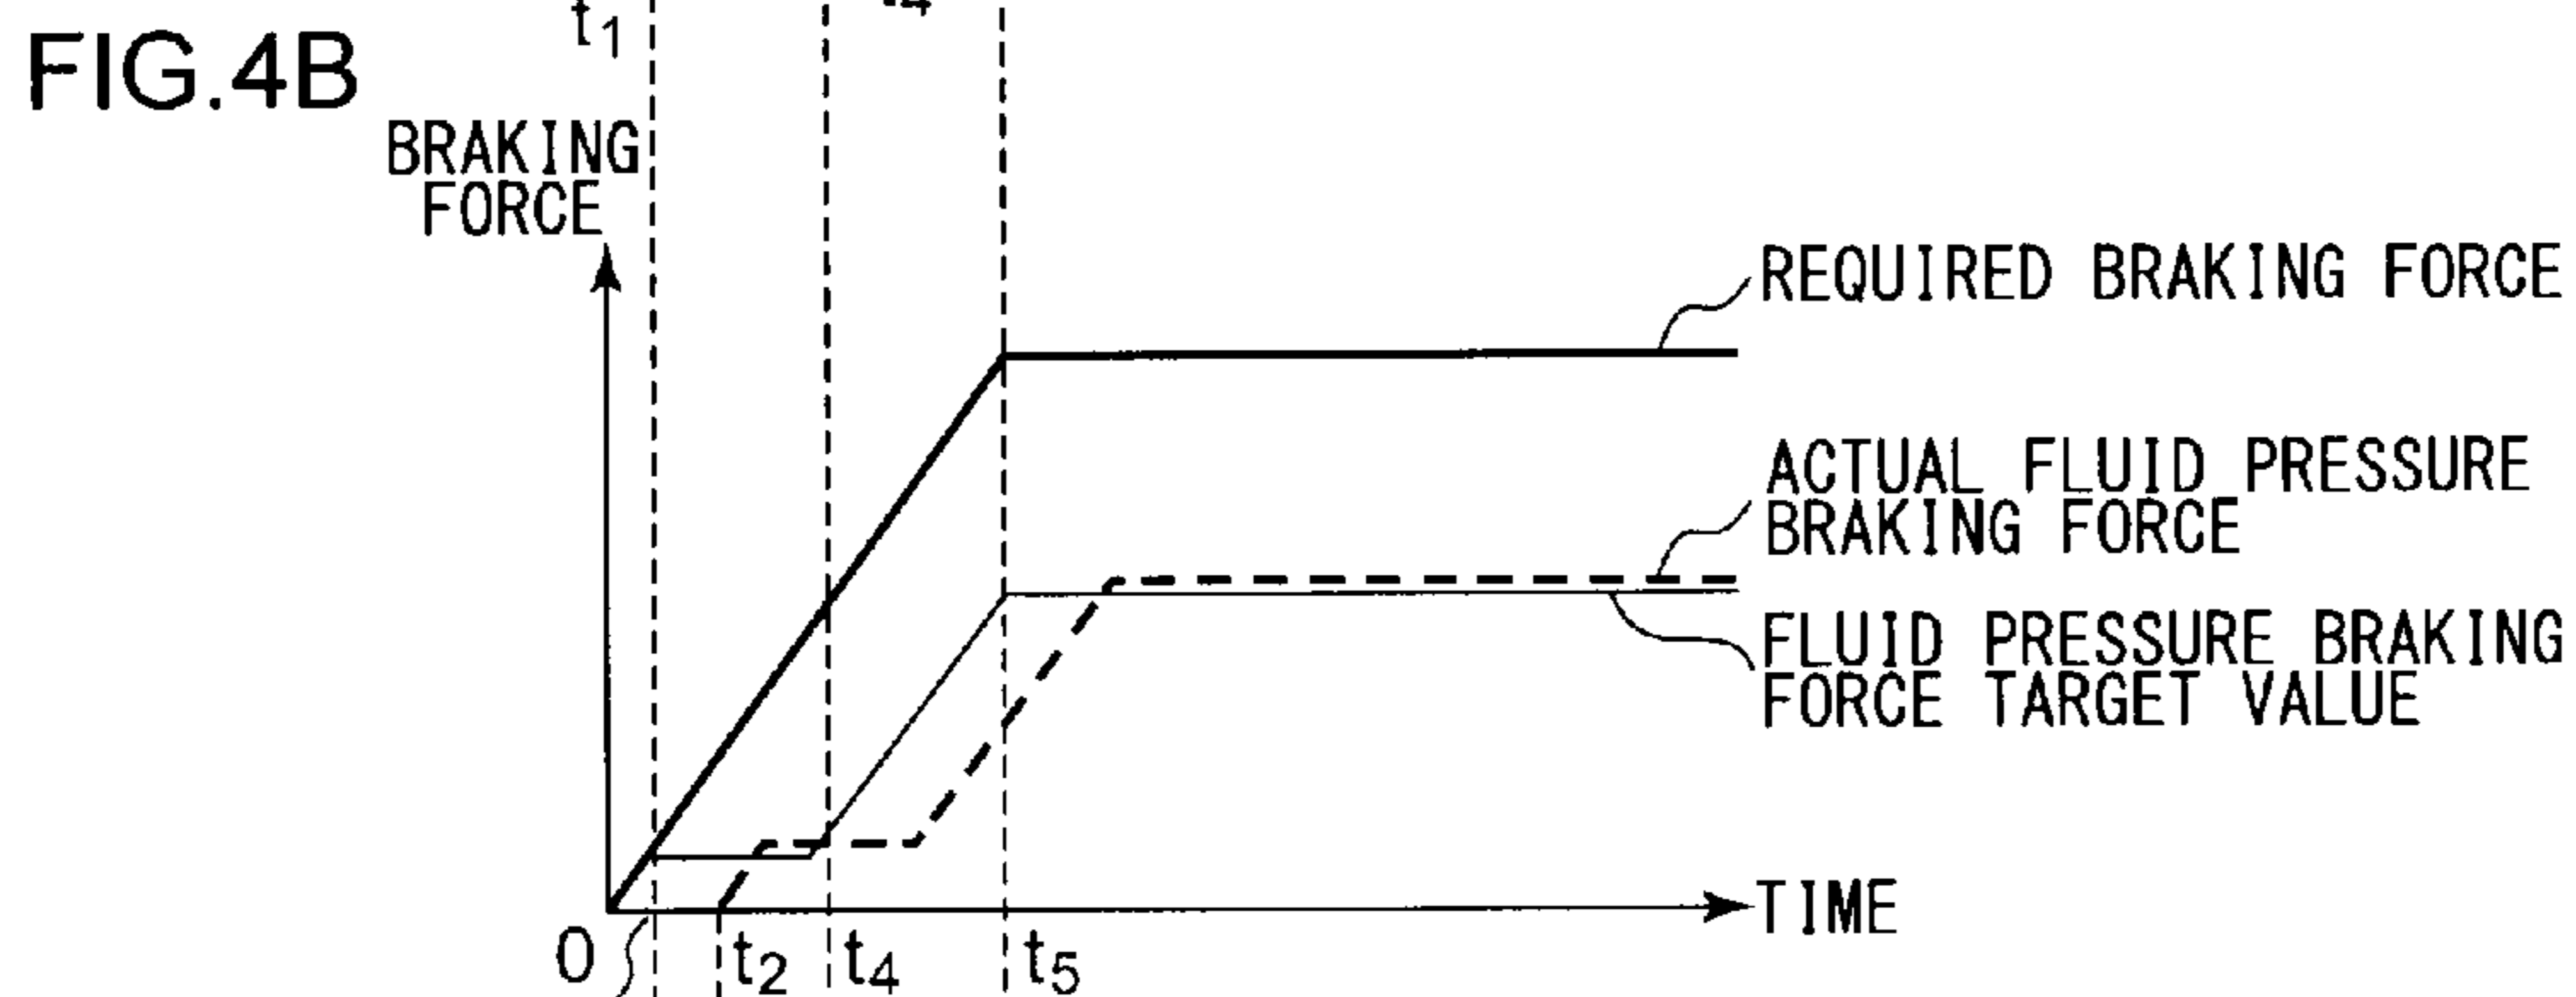 t1
t4
FIG.4B
BRAKING
FORCE
REQUIRED BRAKING FORCE
ACTUAL FLUID PRESSURE
BRAKING FORCE
FLUID PRESSURE BRAKING
FORCE TARGET VALUE
TIME
0
t2
t4
t5